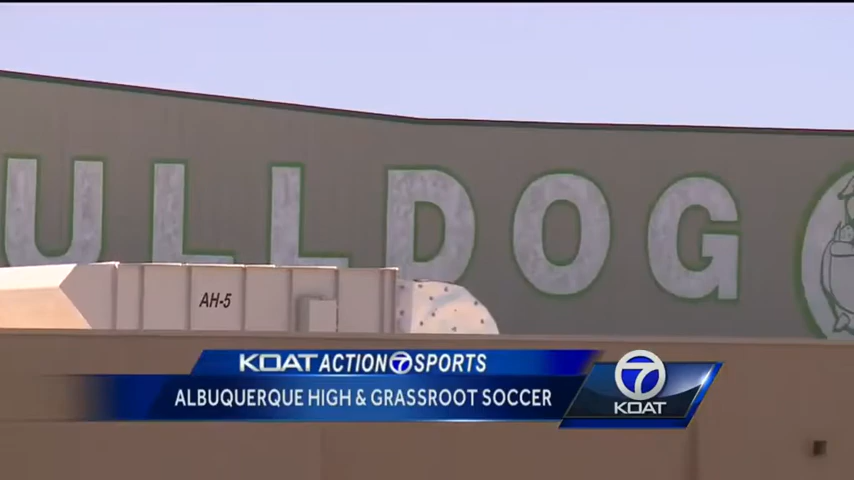 ULLDOG
AH-5
KOAT ACTION 7 SPORTS
ALBUQUERQUE HIGH & GRASSROOT SOCCER
7
KOAT